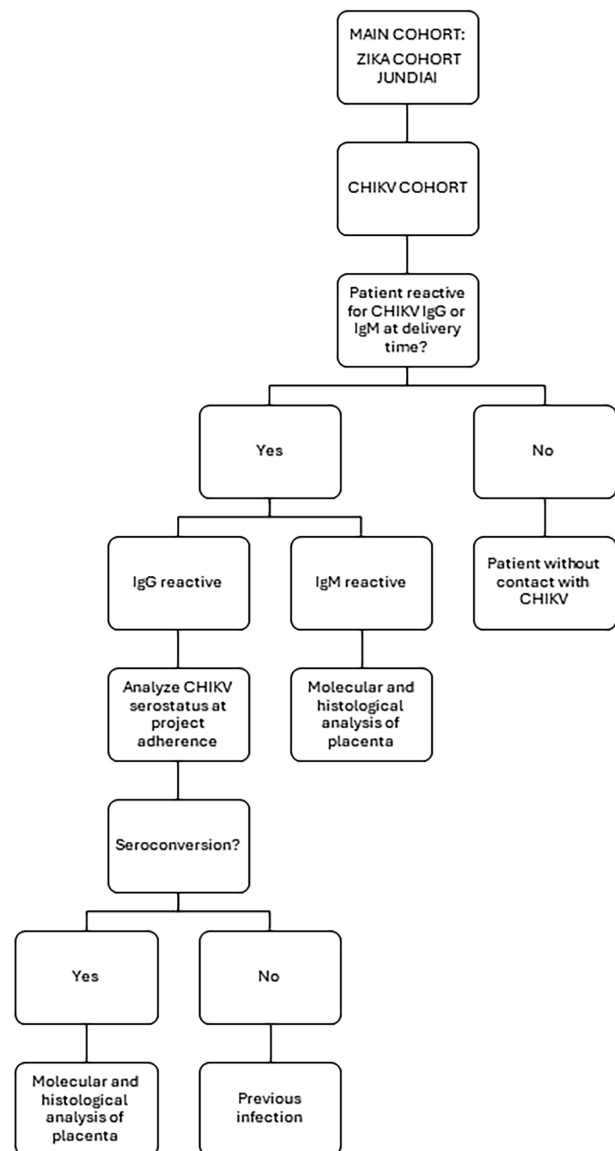 MAIN COHORT:
ZIKA COHORT
JUNDIAI
CHIKV COHORT
Patient reactive
for CHIKV IgG or
IgM at delivery
time?
Yes
No
IgG reactive
IgM reactive
Patient without
contact with
CHIKV
Analyze CHIKV
serostatus at
project
adherence
Molecular and
histological
analysis of
placenta
Seroconversion?
Yes
No
Molecular and
histological
analysis of
placenta
Previous
infection